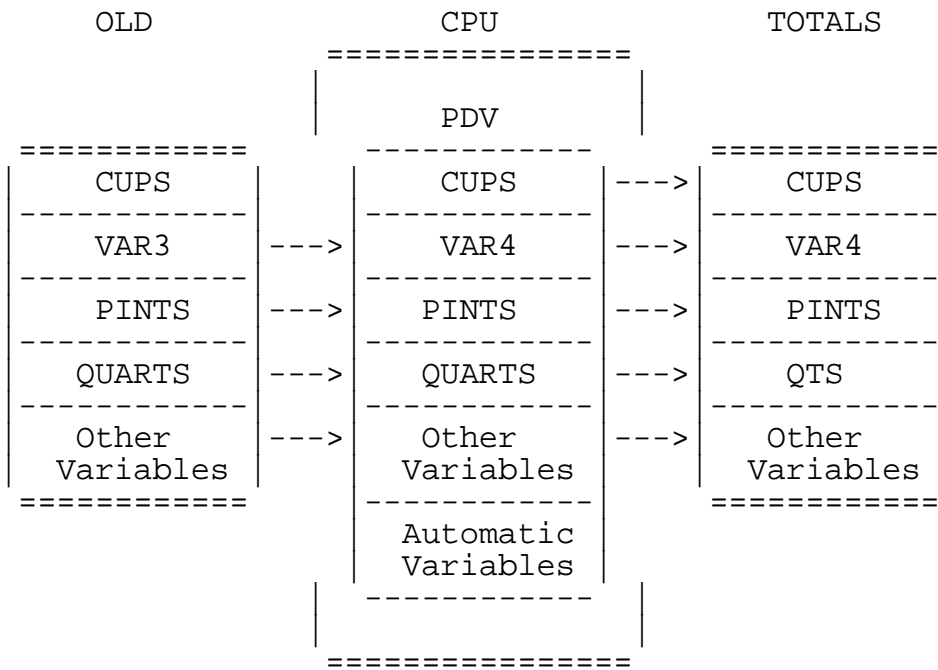 OLD CPU TOTALS
================
PDV
============ ------------ ============
| CUPS | | CUPS |--->| CUPS |
------------ ------------ ------------
| VAR3 |--->| VAR4 |--->| VAR4 |
------------ ------------ ------------
| PINTS |--->| PINTS |--->| PINTS |
------------ ------------ ------------
| QUARTS |--->| QUARTS |--->| QTS |
------------ ------------ ------------
| Other |--->| Other |--->| Other |
| Variables | | Variables | | Variables |
============ ------------ ============
| Automatic |
| Variables |
------------
================